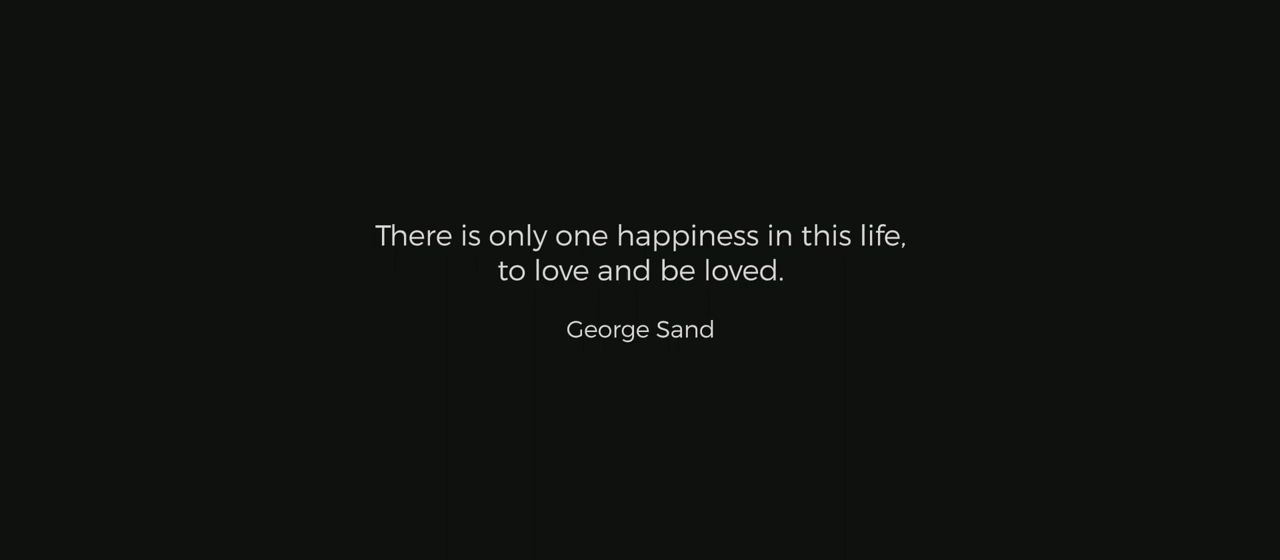 There is only one happiness in this life,
to love and be loved.
George Sand